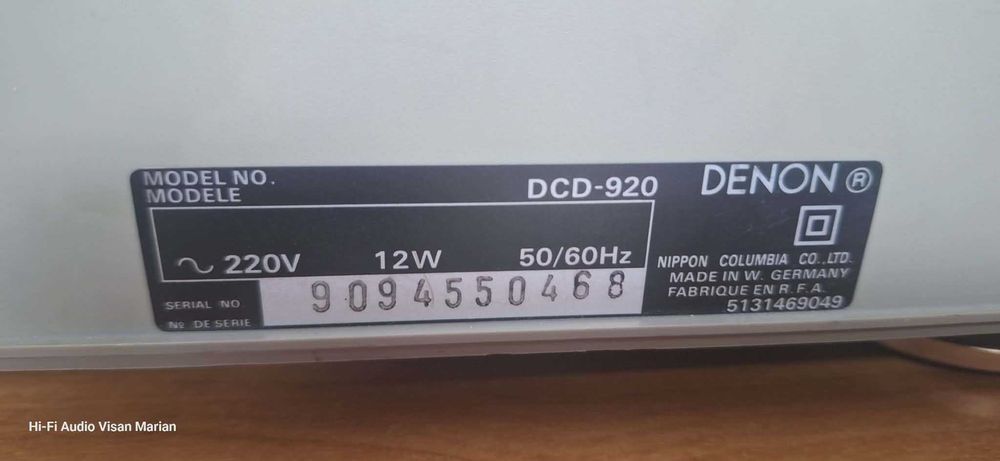 MODEL NO.
MODELE
DCD-920
DENON ®
220V 12W 50/60Hz
NIPPON COLUMBIA CO.,LTD.
MADE IN W. GERMANY
FABRIQUE EN R.F.A.
5131469049
SERIAL NO
Nº DE SERIE
9094550468
Hi-Fi Audio Visan Marian